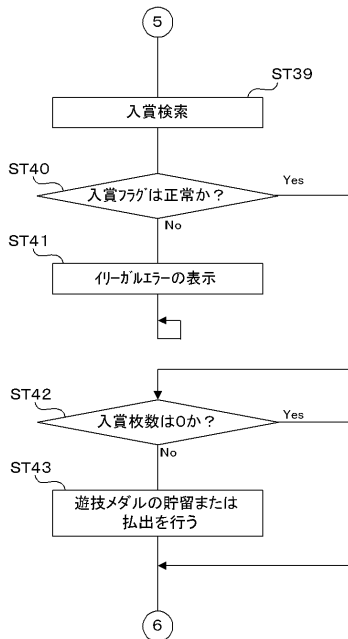 5
ST39
入賞検索
ST40
入賞フラグは正常か？
Yes
No
ST41
イリーガルエラーの表示
ST42
入賞枚数は0か？
Yes
No
ST43
遊技メダルの貯留または
払出を行う
6